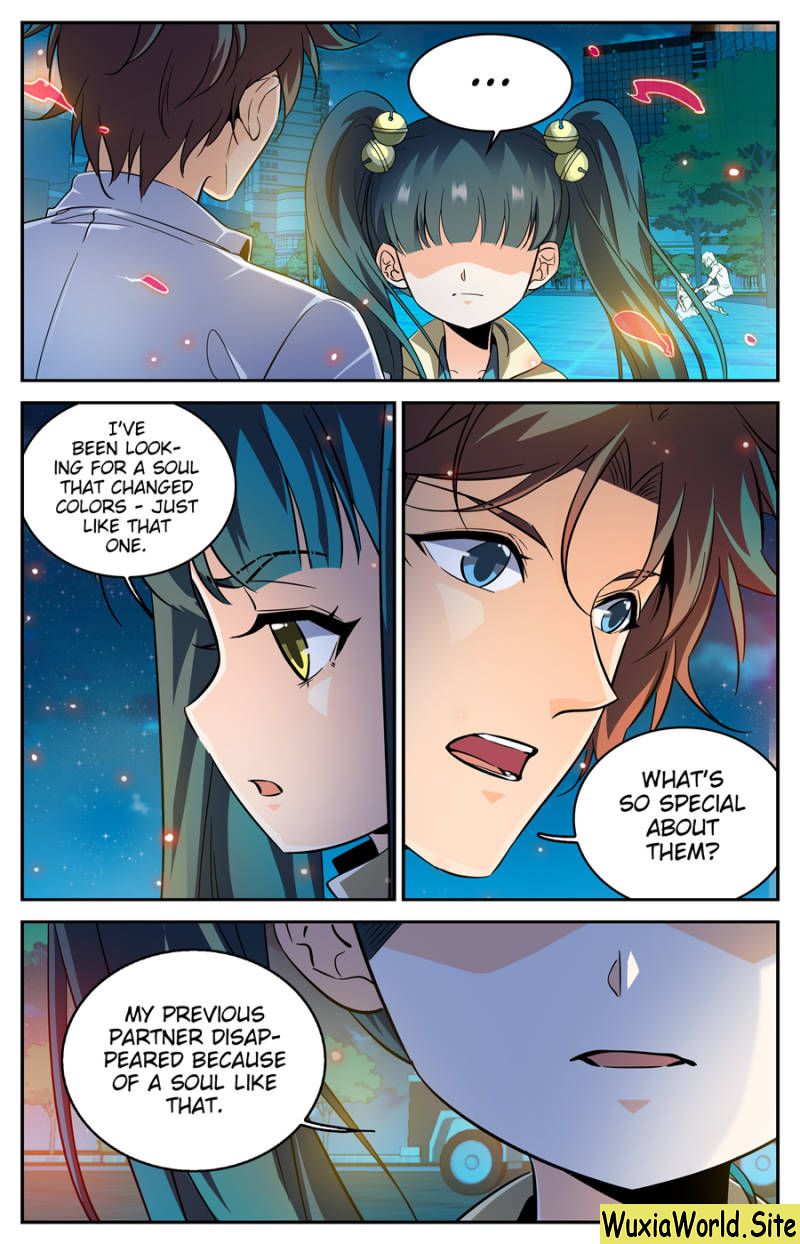 ...
I'VE
BEEN LOOK-
ING FOR A SOUL
THAT CHANGED
COLORS - JUST
LIKE THAT
ONE.
WHAT'S
SO SPECIAL
ABOUT
THEM?
MY PREVIOUS
PARTNER DISAP-
PEARED BECAUSE
OF A SOUL LIKE
THAT.
WuxiaWorld.Site